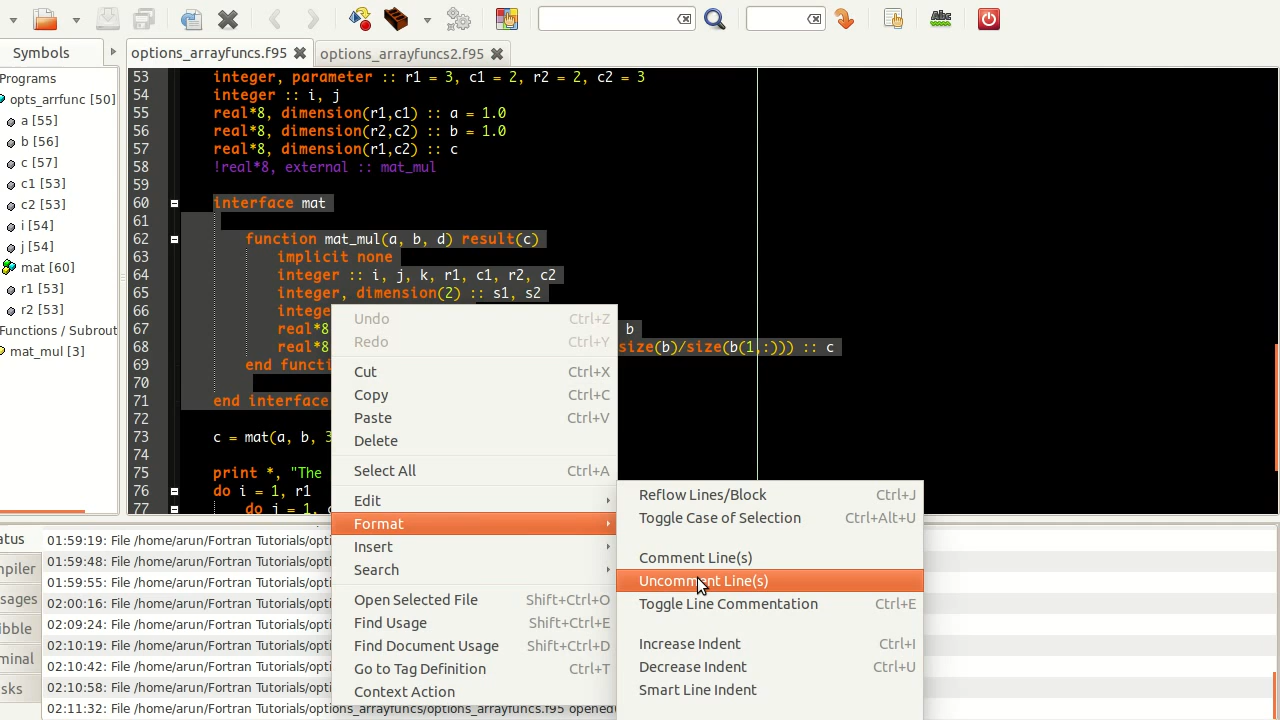 Abc
Symbols
options_arrayfuncs.f95
options_arrayfuncs2.f95
Programs
opts_arrfunc [50]
a [55]
b [56]
c [57]
c1 [53]
c2 [53]
i [54]
j [54]
mat [60]
r1 [53]
r2 [53]
Functions / Subrout
mat_mul [3]
53 integer, parameter :: r1 = 3, c1 = 2, r2 = 2, c2 = 3
54 integer :: i, j
55 real*8, dimension(r1,c1) :: a = 1.0
56 real*8, dimension(r2,c2) :: b = 1.0
57 real*8, dimension(r1,c2) :: c
58 !real*8, external :: mat_mul
59
60 interface mat
61
62 function mat_mul(a, b, d) result(c)
63 implicit none
64 integer :: i, j, k, r1, c1, r2, c2
65 integer, dimension(2) :: s1, s2
66 intege
67 real*8 b
68 real*8 size(b)/size(b(1,:))) :: c
69 end functi
70
71 end interface
72
73 c = mat(a, b, 3
74
75 print *, "The
76 do i = 1, r1
77 do j = 1, c
Undo Ctrl+Z
Redo Ctrl+Y
Cut Ctrl+X
Copy Ctrl+C
Paste Ctrl+V
Delete
Select All Ctrl+A
Edit
Format
Insert
Search
Open Selected File Shift+Ctrl+O
Find Usage Shift+Ctrl+E
Find Document Usage Shift+Ctrl+D
Go to Tag Definition Ctrl+T
Context Action
Reflow Lines/Block Ctrl+J
Toggle Case of Selection Ctrl+Alt+U
Comment Line(s)
Uncomment Line(s)
Toggle Line Commentation Ctrl+E
Increase Indent Ctrl+I
Decrease Indent Ctrl+U
Smart Line Indent
atus
mpiler
sages
ibble
minal
sks
01:59:19: File /home/arun/Fortran Tutorials/opti
01:59:48: File /home/arun/Fortran Tutorials/opti
01:59:55: File /home/arun/Fortran Tutorials/opti
02:00:16: File /home/arun/Fortran Tutorials/opti
02:09:24: File /home/arun/Fortran Tutorials/opti
02:10:19: File /home/arun/Fortran Tutorials/opti
02:10:42: File /home/arun/Fortran Tutorials/opti
02:10:58: File /home/arun/Fortran Tutorials/opti
02:11:32: File /home/arun/Fortran Tutorials/options_arrayfuncs/options_arrayfuncs.f95 opened